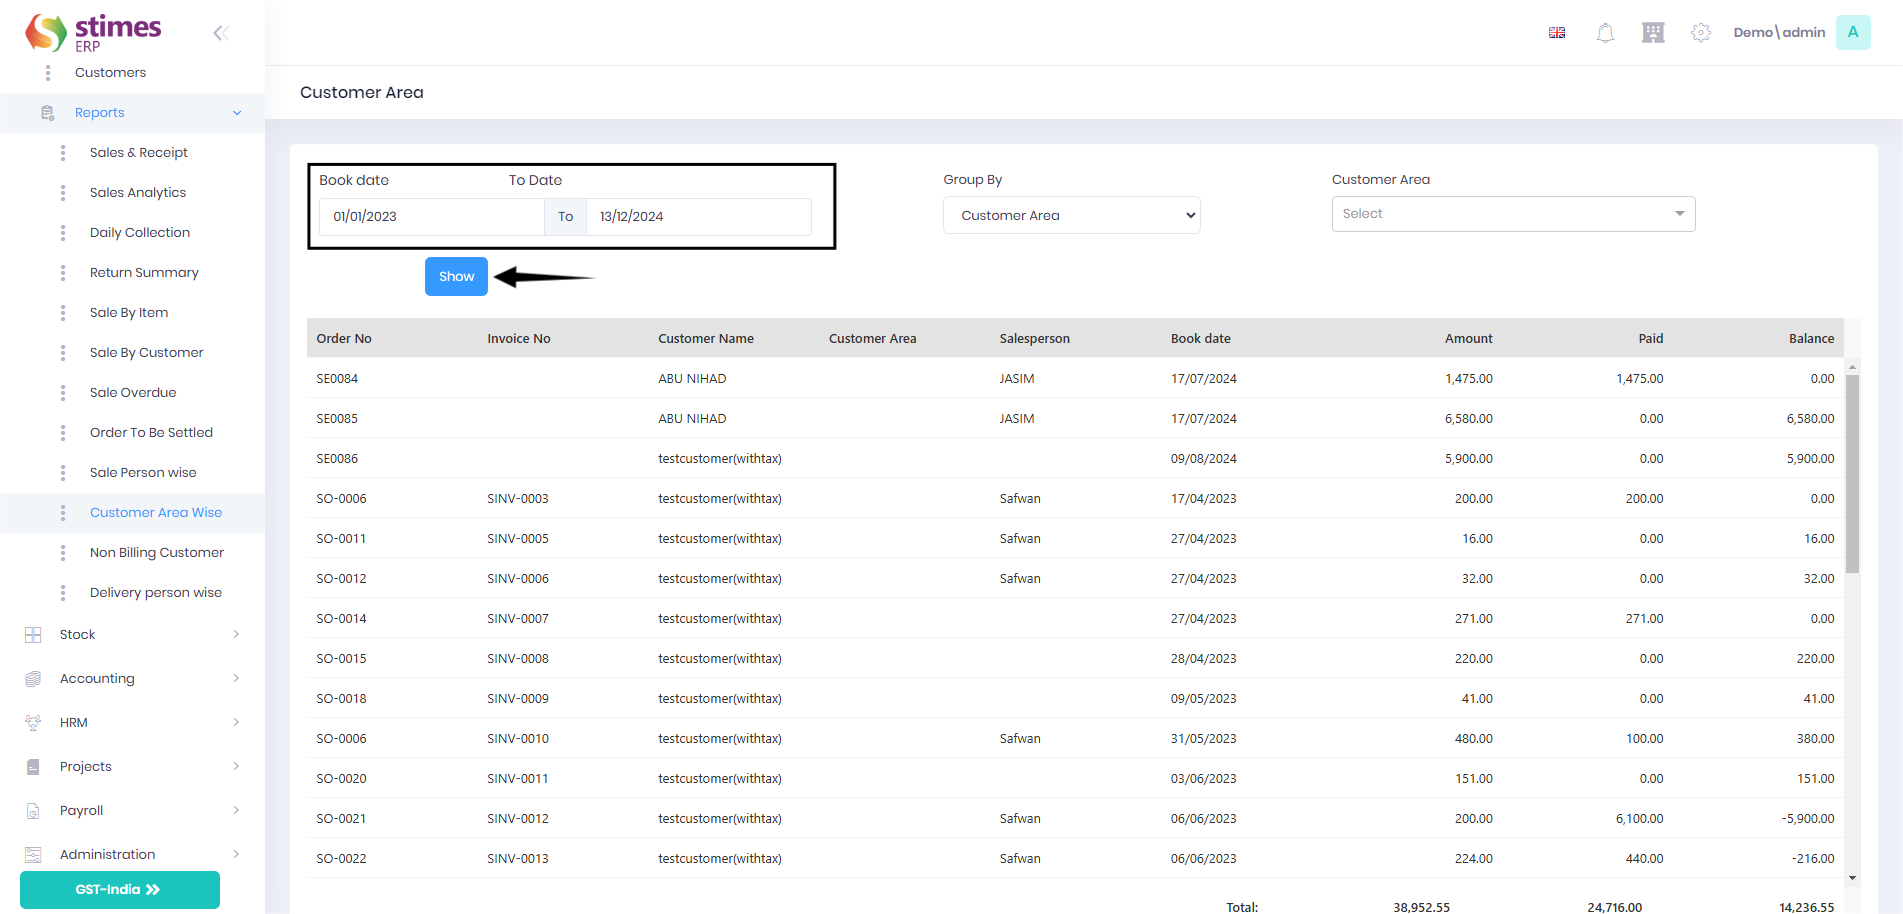 stimes
ERP
Demo\admin A
Customers
Customer Area
Reports
Sales & Receipt
Sales Analytics
Daily Collection
Return Summary
Sale By Item
Sale By Customer
Sale Overdue
Order To Be Settled
Sale Person wise
Customer Area Wise
Non Billing Customer
Delivery person wise
Stock
Accounting
HRM
Projects
Payroll
Administration
GST-India
Book date To Date Group By Customer Area
01/01/2023 To 13/12/2024 Customer Area Select
Show
Order No Invoice No Customer Name Customer Area Salesperson Book date Amount Paid Balance
SE0084 ABU NIHAD JASIM 17/07/2024 1,475.00 1,475.00 0.00
SE0085 ABU NIHAD JASIM 17/07/2024 6,580.00 0.00 6,580.00
SE0086 testcustomer(withtax) 09/08/2024 5,900.00 0.00 5,900.00
SO-0006 SINV-0003 testcustomer(withtax) Safwan 17/04/2023 200.00 200.00 0.00
SO-0011 SINV-0005 testcustomer(withtax) Safwan 27/04/2023 16.00 0.00 16.00
SO-0012 SINV-0006 testcustomer(withtax) Safwan 27/04/2023 32.00 0.00 32.00
SO-0014 SINV-0007 testcustomer(withtax) 27/04/2023 271.00 271.00 0.00
SO-0015 SINV-0008 testcustomer(withtax) 28/04/2023 220.00 0.00 220.00
SO-0018 SINV-0009 testcustomer(withtax) 09/05/2023 41.00 0.00 41.00
SO-0006 SINV-0010 testcustomer(withtax) Safwan 31/05/2023 480.00 100.00 380.00
SO-0020 SINV-0011 testcustomer(withtax) 03/06/2023 151.00 0.00 151.00
SO-0021 SINV-0012 testcustomer(withtax) Safwan 06/06/2023 200.00 6,100.00 -5,900.00
SO-0022 SINV-0013 testcustomer(withtax) Safwan 06/06/2023 224.00 440.00 -216.00
Total: 38,952.55 24,716.00 14,236.55